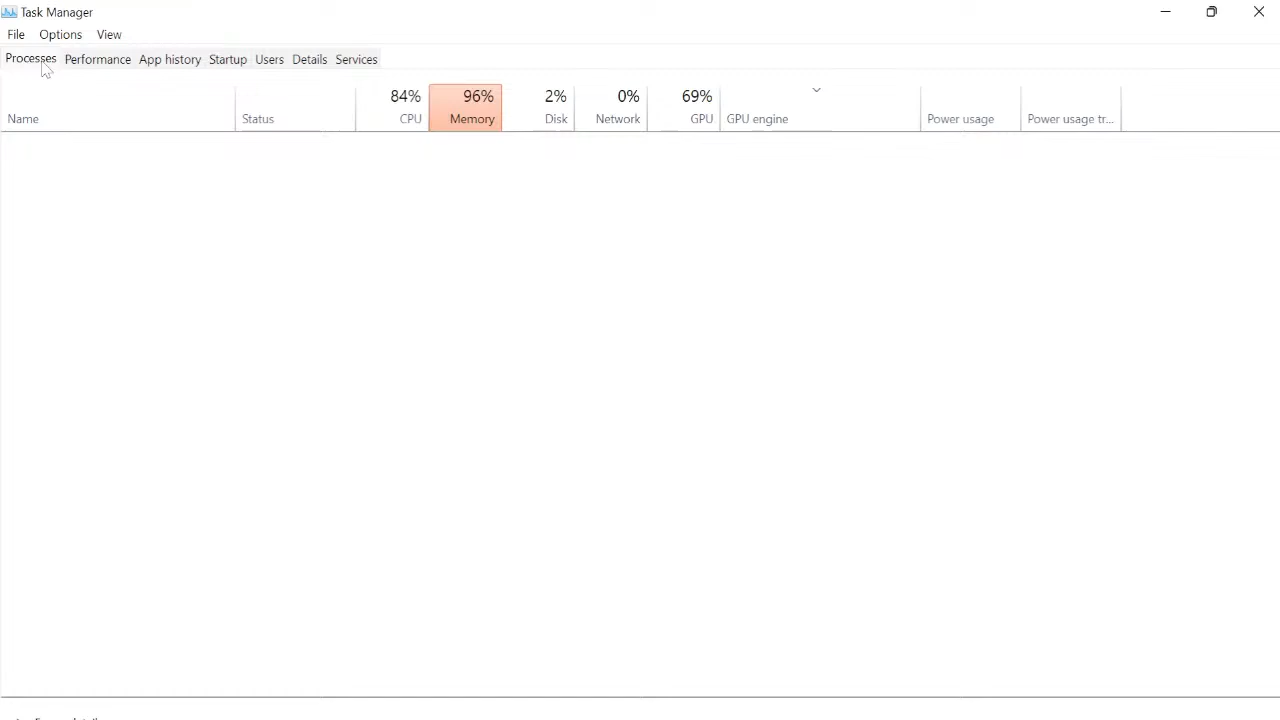 Task Manager
File Options View
Processes Performance App history Startup Users Details Services
84% 96% 2% 0% 69%
Name Status CPU Memory Disk Network GPU GPU engine Power usage Power usage tr...